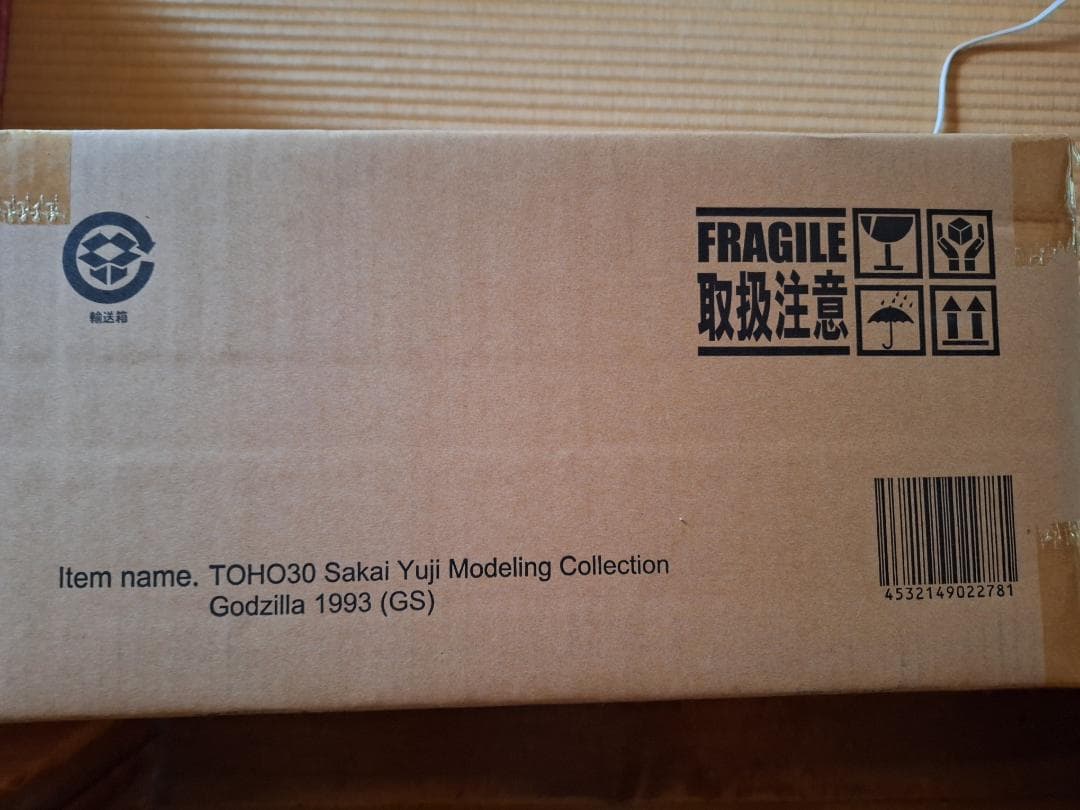 輸送箱
FRAGILE
取扱注意
Item name. TOHO30 Sakai Yuji Modeling Collection
Godzilla 1993 (GS)
4532149022781